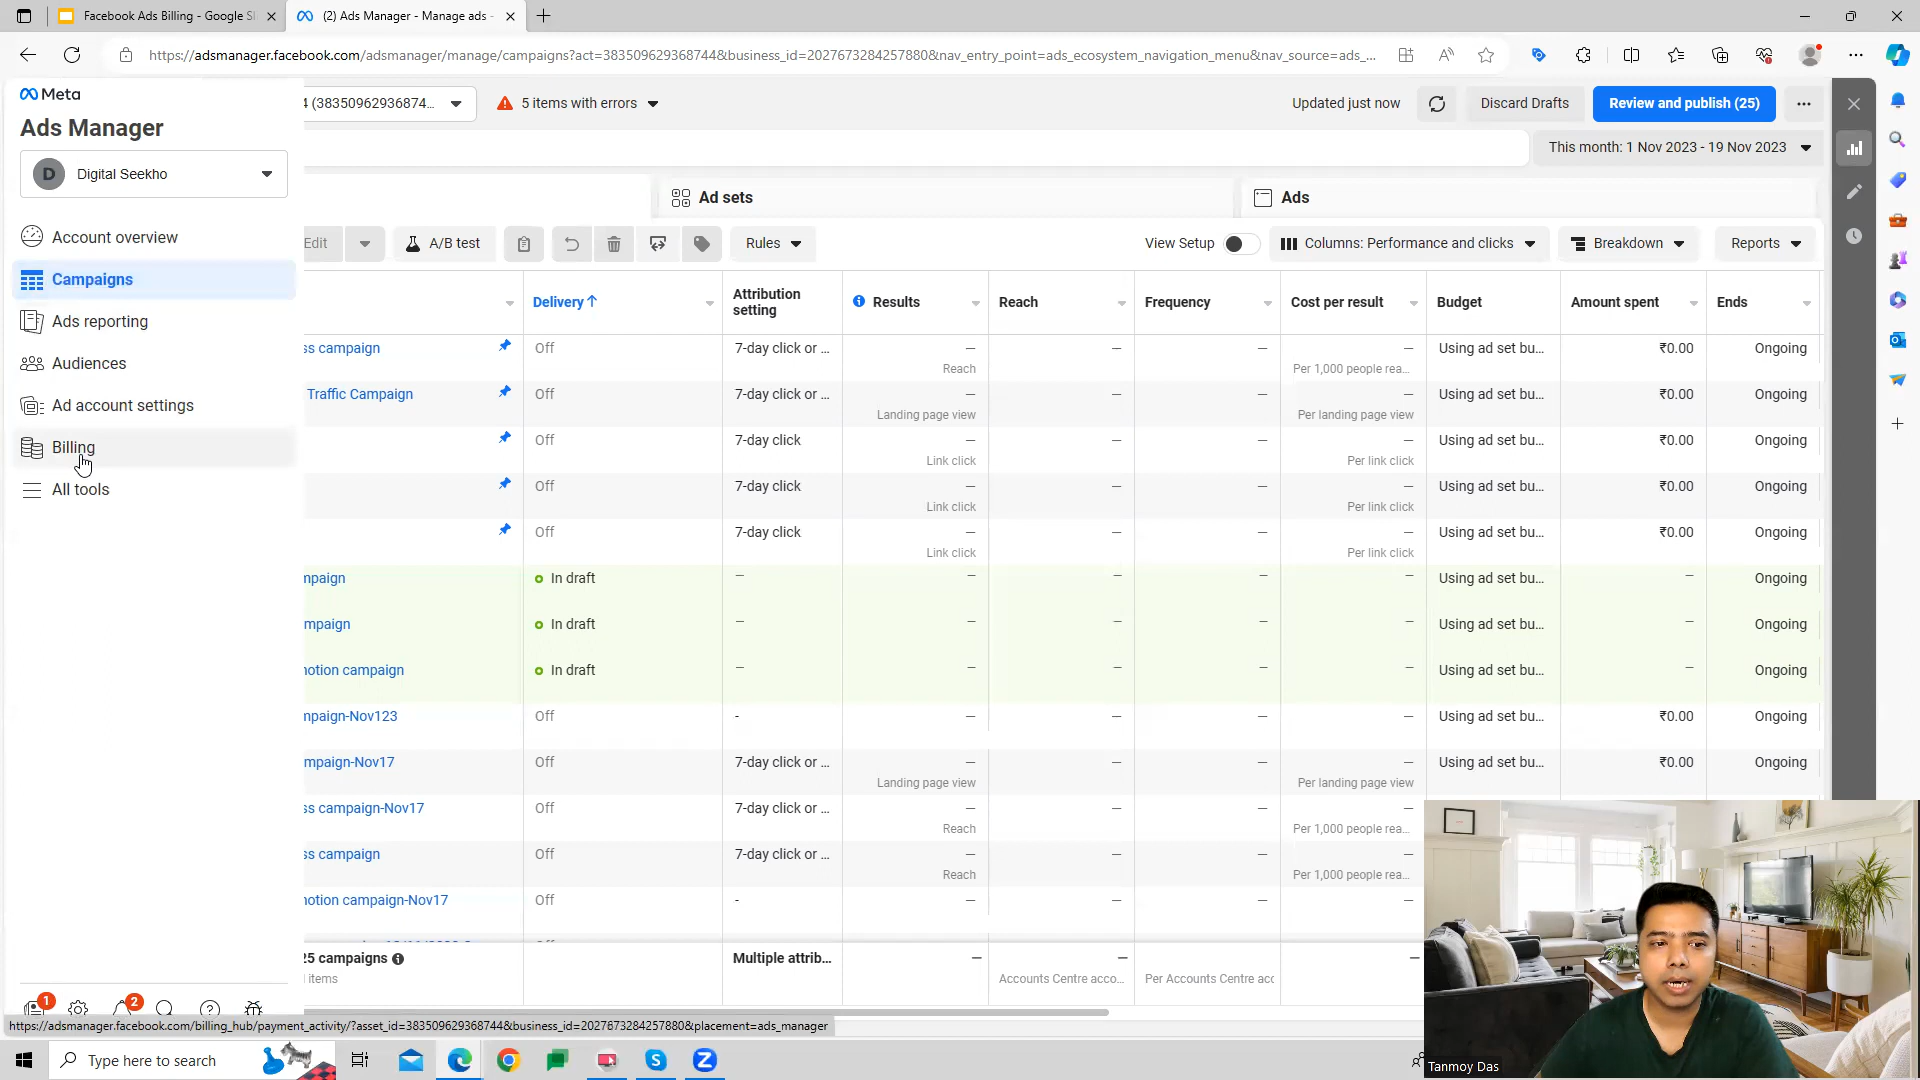 Facebook Ads Billing - Google Sl
(2) Ads Manager - Manage ads -
https://adsmanager.facebook.com/adsmanager/manage/campaigns?act=383509629368744&business_id=2027673284257880&nav_entry_point=ads_ecosystem_navigation_menu&nav_source=ads_...
Meta
Ads Manager
D
Digital Seekho
Account overview
Campaigns
Ads reporting
Audiences
Ad account settings
Billing
All tools
4 (38350962936874...
5 items with errors
Updated just now
Discard Drafts
Review and publish (25)
This month: 1 Nov 2023 - 19 Nov 2023
Ad sets
Ads
Edit
A/B test
Rules
View Setup
Columns: Performance and clicks
Breakdown
Reports
Delivery↑
Attribution
setting
Results
Reach
Frequency
Cost per result
Budget
Amount spent
Ends
ss campaign
Off
7-day click or ...
—
Reach
—
—
—
Per 1,000 people rea...
Using ad set bu...
₹0.00
Ongoing
Traffic Campaign
Off
7-day click or ...
—
Landing page view
—
—
—
Per landing page view
Using ad set bu...
₹0.00
Ongoing
Off
7-day click
—
Link click
—
—
—
Per link click
Using ad set bu...
₹0.00
Ongoing
Off
7-day click
—
Link click
—
—
—
Per link click
Using ad set bu...
₹0.00
Ongoing
Off
7-day click
—
Link click
—
—
—
Per link click
Using ad set bu...
₹0.00
Ongoing
mpaign
In draft
—
—
—
—
—
Using ad set bu...
—
Ongoing
ampaign
In draft
—
—
—
—
—
Using ad set bu...
—
Ongoing
notion campaign
In draft
—
—
—
—
—
Using ad set bu...
—
Ongoing
mpaign-Nov123
Off
-
—
—
—
—
Using ad set bu...
₹0.00
Ongoing
mpaign-Nov17
Off
7-day click or ...
—
Landing page view
—
—
—
Per landing page view
Using ad set bu...
₹0.00
Ongoing
ss campaign-Nov17
Off
7-day click or ...
—
Reach
—
—
—
Per 1,000 people rea...
ss campaign
Off
7-day click or ...
—
Reach
—
—
—
Per 1,000 people rea...
notion campaign-Nov17
Off
-
—
—
—
—
25 campaigns
items
Multiple attrib...
—
—
Accounts Centre acco...
Per Accounts Centre acc
—
1
2
https://adsmanager.facebook.com/billing_hub/payment_activity/?asset_id=383509629368744&business_id=2027673284257880&placement=ads_manager
Type here to search
Tanmoy Das